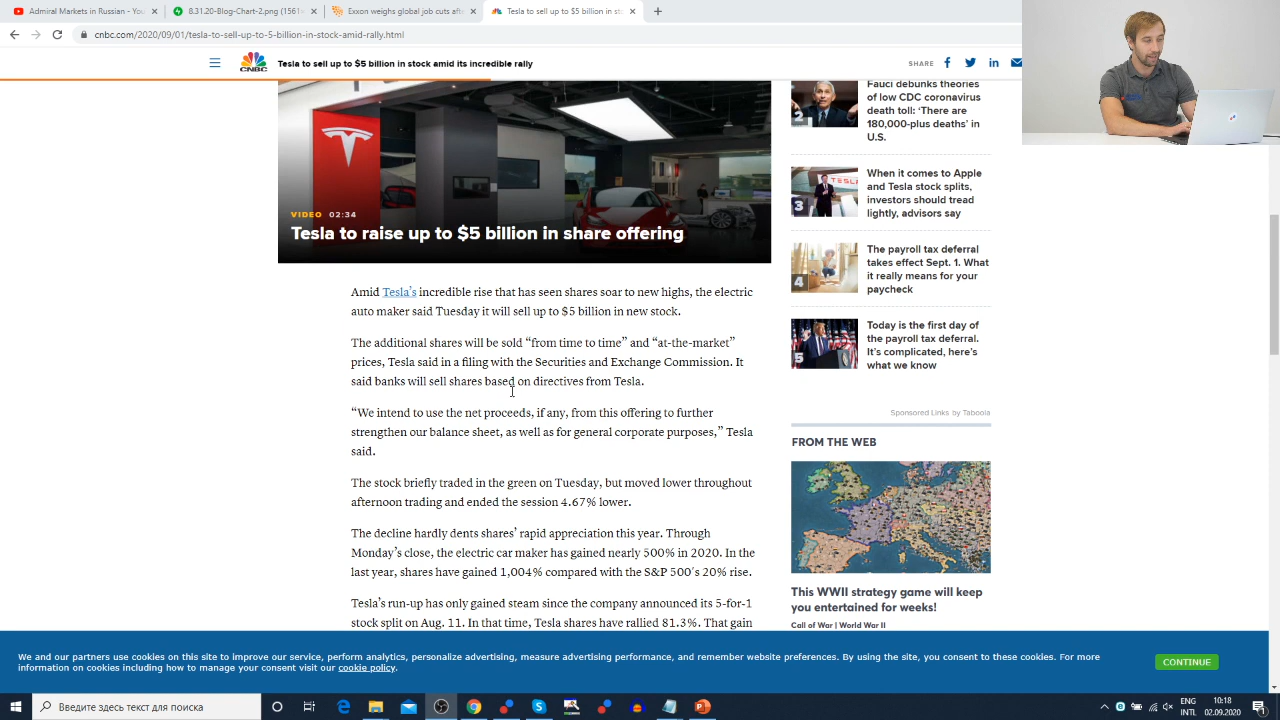 Admiral Markets Russian - You
8.31.20-Blog-Chart-2.png (1561×
Exxon weighs global job cuts afte
Tesla to sell up to $5 billion in sto
cnbc.com/2020/09/01/tesla-to-sell-up-to-5-billion-in-stock-amid-rally.html
CNBC
Tesla to sell up to $5 billion in stock amid its incredible rally
SHARE
TESLA
VIDEO 02:34
Tesla to raise up to $5 billion in share offering
Amid Tesla's incredible rise that has seen shares soar to new highs, the electric
auto maker said Tuesday it will sell up to $5 billion in new stock.
The additional shares will be sold “from time to time” and “at-the-market”
prices, Tesla said in a filing with the Securities and Exchange Commission. It
said banks will sell shares based on directives from Tesla.
“We intend to use the net proceeds, if any, from this offering to further
strengthen our balance sheet, as well as for general corporate purposes,” Tesla
said.
The stock briefly traded in the green on Tuesday, but moved lower throughout
afternoon trading and ended the session 4.67% lower.
The decline hardly dents shares’ rapid appreciation this year. Through
Monday’s close, the electric car maker has gained nearly 500% in 2020. In the
last year, shares have gained 1,004% compared with the S&P 500′s 20% rise.
Tesla’s run-up has only gained steam since the company announced its 5-for-1
stock split on Aug. 11. In that time, Tesla shares have rallied 81.3%. That gain
2
Fauci debunks theories
of low CDC coronavirus
death toll: ‘There are
180,000-plus deaths’ in
U.S.
3
When it comes to Apple
and Tesla stock splits,
investors should tread
lightly, advisors say
4
The payroll tax deferral
takes effect Sept. 1. What
it really means for your
paycheck
5
Today is the first day of
the payroll tax deferral.
It’s complicated, here’s
what we know
Sponsored Links by Taboola
FROM THE WEB
This WWII strategy game will keep
you entertained for weeks!
Call of War | World War II
We and our partners use cookies on this site to improve our service, perform analytics, personalize advertising, measure advertising performance, and remember website preferences. By using the site, you consent to these cookies. For more
information on cookies including how to manage your consent visit our cookie policy.
CONTINUE
Введите здесь текст для поиска
ENG
INTL
10:18
02.09.2020